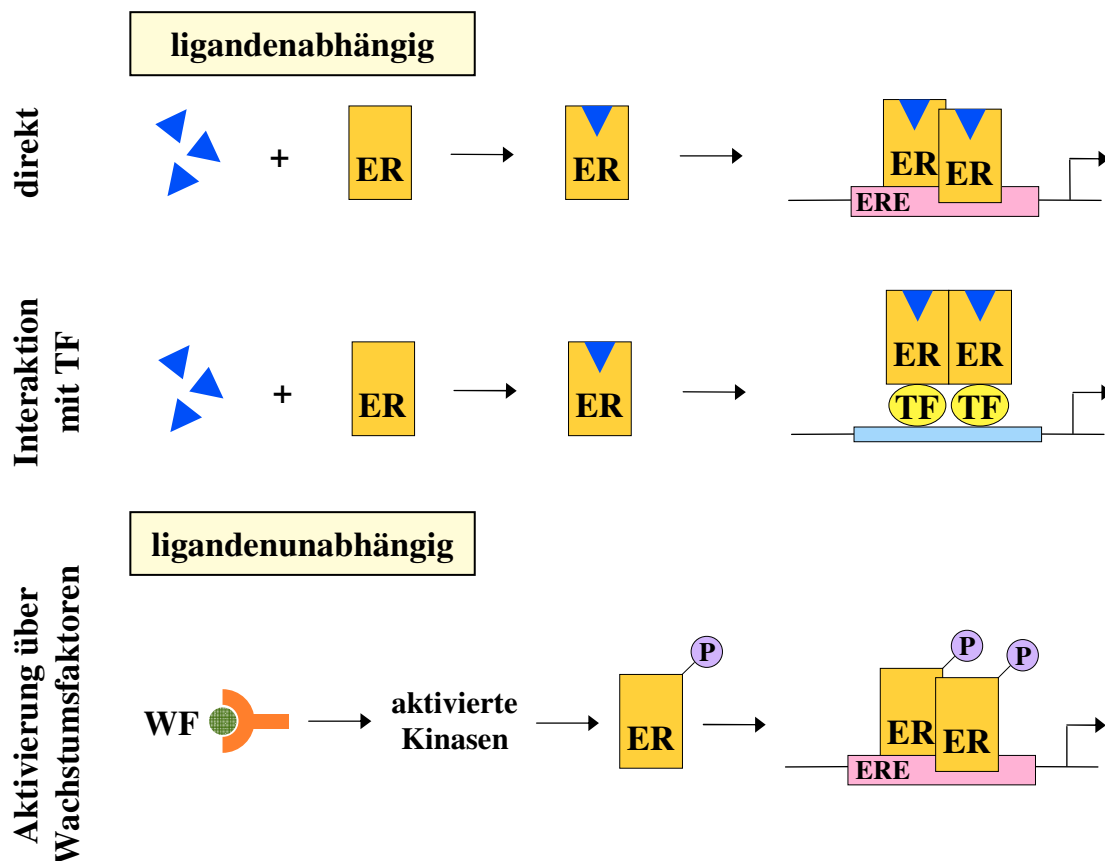 ligandenabhängig
direkt
+
ER
ER
ER
ER
ERE
Interaktion
mit TF
+
ER
ER
ER
ER
TF
TF
ligandenunabhängig
Aktivierung über
Wachstumsfaktoren
WF
aktivierte
Kinasen
P
ER
P
P
ER
ER
ERE